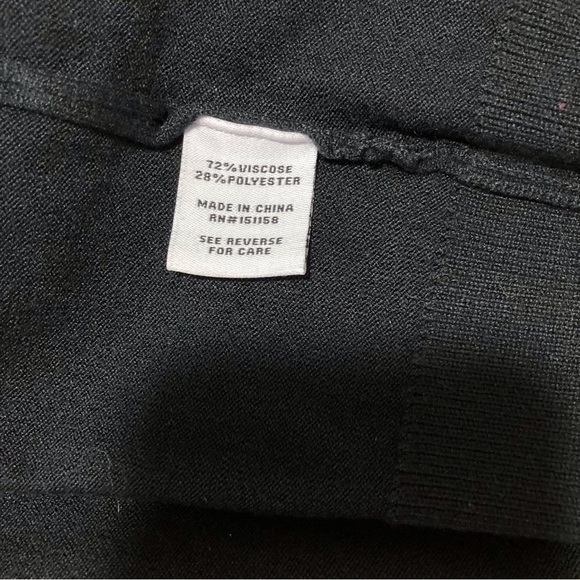 72%VISCOSE
28%POLYESTER
MADE IN CHINA
RN#151158
SEE REVERSE
FOR CARE